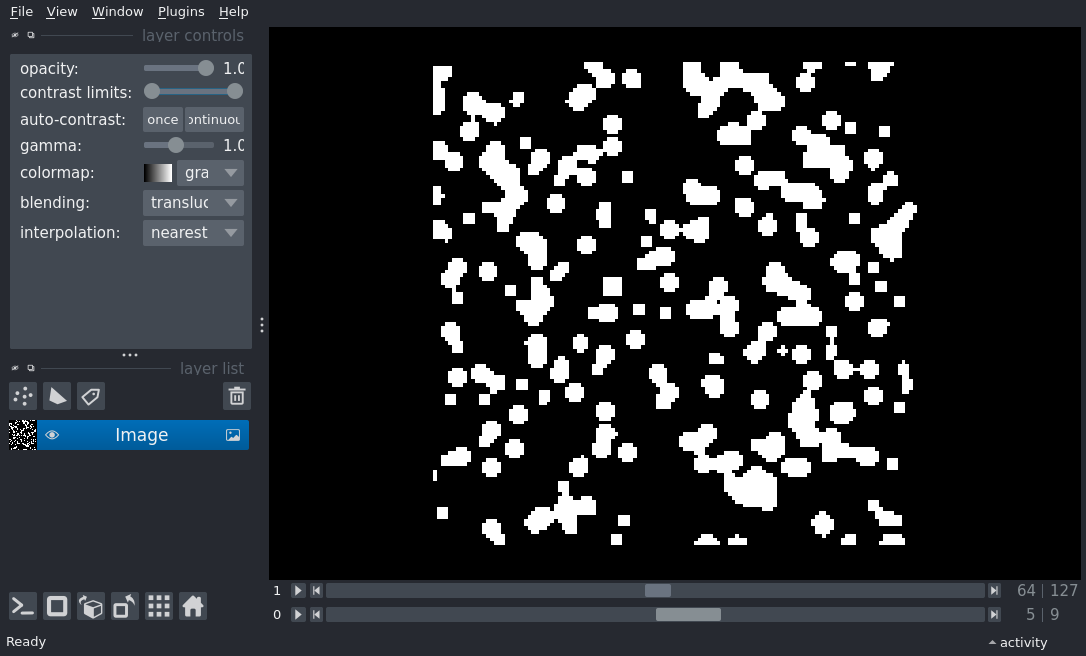 File View Window Plugins Help
layer controls
opacity: 1.0
contrast limits:
auto-contrast: once ontinuou
gamma: 1.0
colormap: gra
blending: transluc
interpolation: nearest
layer list
Image
1 64 127
0 5 9
Ready activity